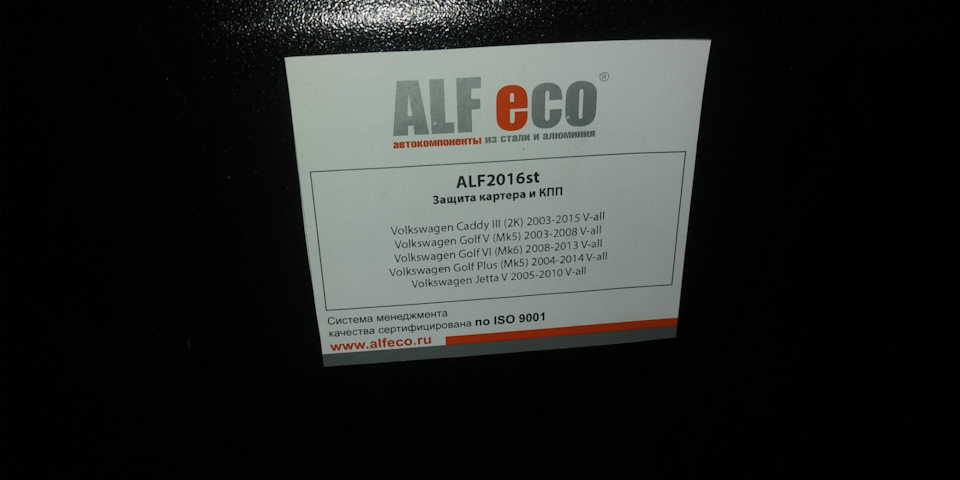 ALF eco®
автокомпоненты из стали и алюминия
ALF2016st
Защита картера и КПП
Volkswagen Caddy III (2K) 2003-2015 V-all
Volkswagen Golf V (Mk5) 2003-2008 V-all
Volkswagen Golf VI (Mk6) 2008-2013 V-all
Volkswagen Golf Plus (Mk5) 2004-2014 V-all
Volkswagen Jetta V 2005-2010 V-all
Система менеджмента
качества сертифицирована по ISO 9001
www.alfeco.ru